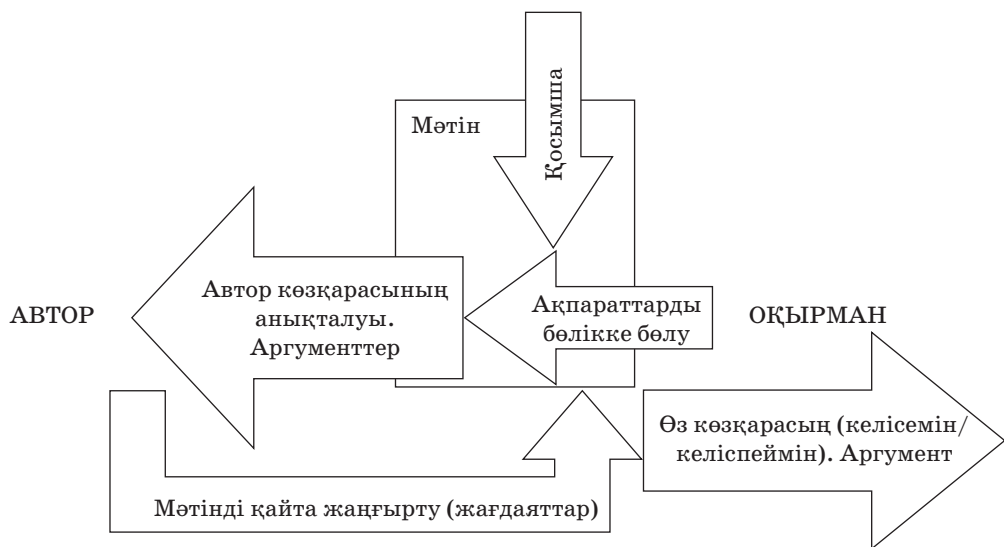 Қосымша
Мәтін
АВТОР
Автор көзқарасының
анықталуы.
Аргументтер
Ақпараттарды
бөлікке бөлу
ОҚЫРМАН
Өз көзқарасың (келісемін/
келіспеймін). Аргумент
Мәтінді қайта жаңғырту (жағдаяттар)